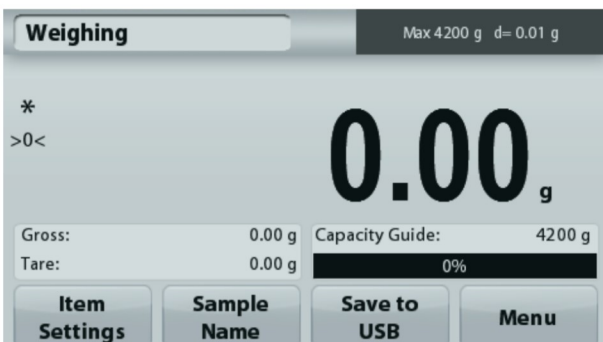 Weighing
Max 4200 g d= 0.01 g
*
>0<
0.00 g
Gross: 0.00 g
Tare: 0.00 g
Capacity Guide: 4200 g
0%
Item Settings
Sample Name
Save to USB
Menu